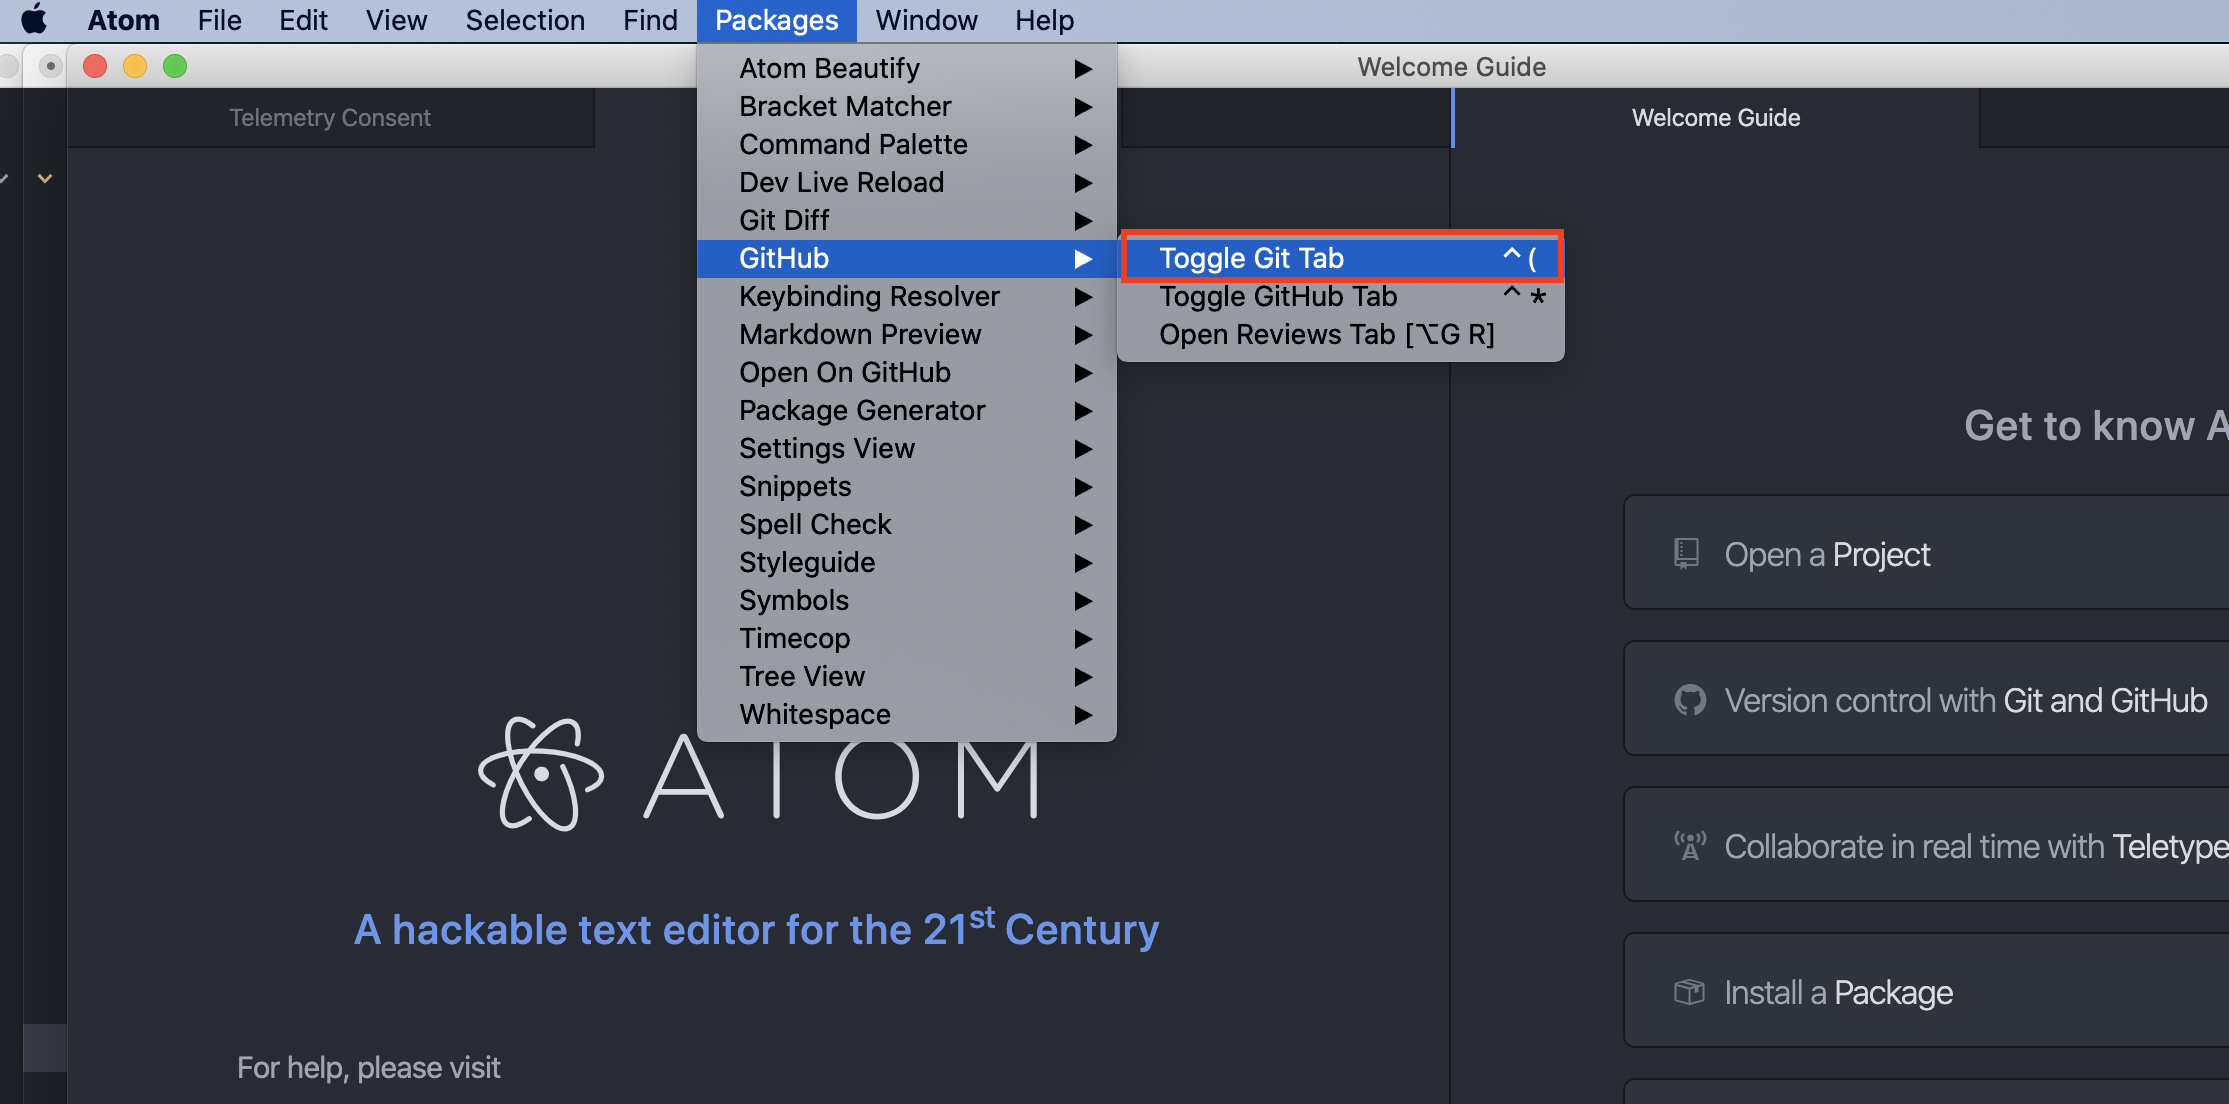 Atom File Edit View Selection Find Packages Window Help
Welcome Guide
Telemetry Consent
Welcome Guide
Atom Beautify
Bracket Matcher
Command Palette
Dev Live Reload
Git Diff
GitHub
Keybinding Resolver
Markdown Preview
Open On GitHub
Package Generator
Settings View
Snippets
Spell Check
Styleguide
Symbols
Timecop
Tree View
Whitespace
Toggle Git Tab ^ (
Toggle GitHub Tab ^ *
Open Reviews Tab [⌥G R]
ATOM
A hackable text editor for the 21st Century
For help, please visit
Get to know A
Open a Project
Version control with Git and GitHub
Collaborate in real time with Teletype
Install a Package